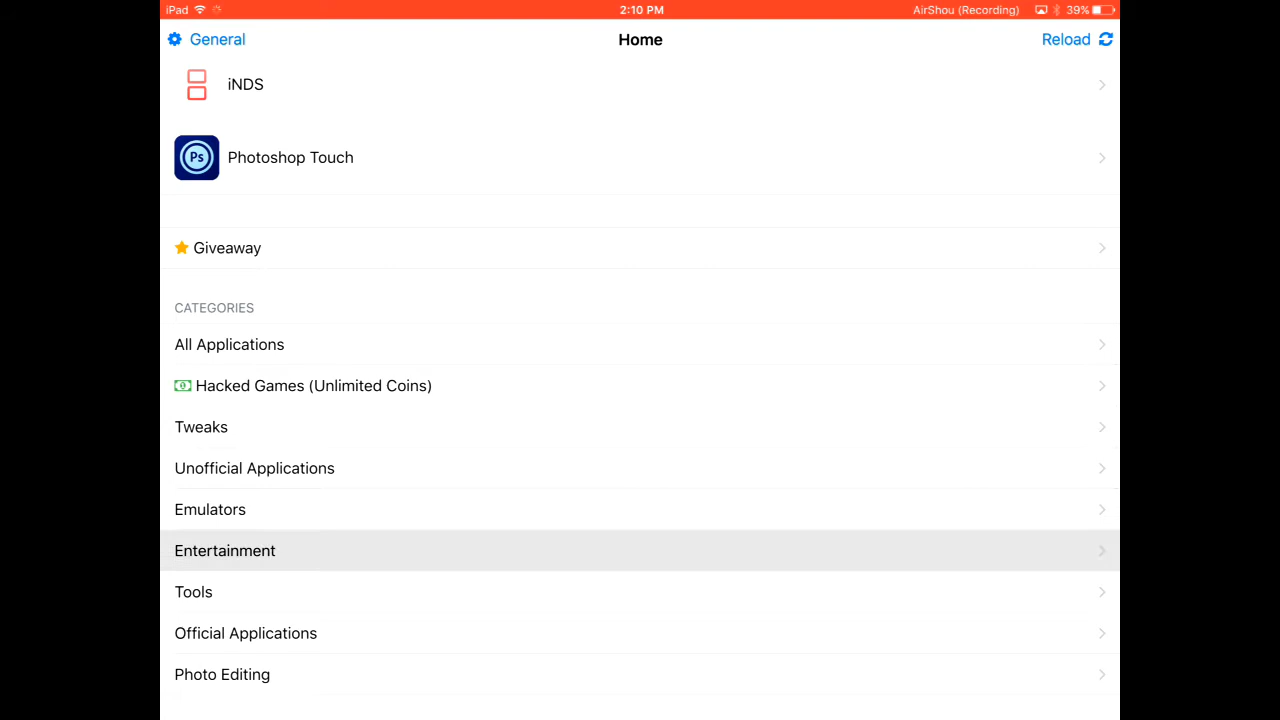 iPad 2:10 PM AirShou (Recording) 39%
General Home Reload
iNDS
Ps Photoshop Touch
Giveaway
CATEGORIES
All Applications
Hacked Games (Unlimited Coins)
Tweaks
Unofficial Applications
Emulators
Entertainment
Tools
Official Applications
Photo Editing